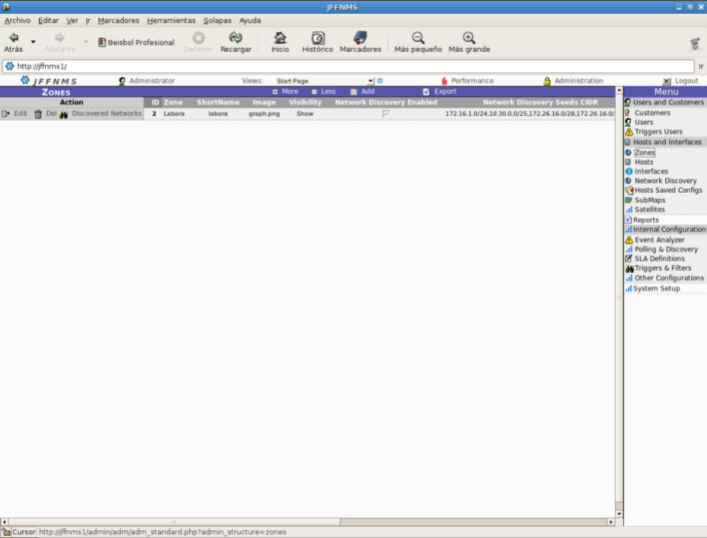 JFFNMS
Archivo Editar Ver Ir Marcadores Herramientas Solapas Ayuda
Atrás Adelante Beisbol Profesional Detener Recargar Inicio Histórico Marcadores Más pequeño Más grande
http://jffnms1/ Ir
JFFNMS Administrator Views: Start Page Performance Administration Logout
ZONES More Less Add Export Menu
Action ID Zone ShortName Image Visibility Network Discovery Enabled Network Discovery Seeds CIDR
Edit Del Discovered Networks 2 Labora labora graph.png Show 172.16.1.0/24,10.30.0.0/25,172.26.16.0/28,172.26.16.0/
Users and Customers
Customers
Users
Triggers Users
Hosts and Interfaces
Zones
Hosts
Interfaces
Network Discovery
Hosts Saved Configs
SubMaps
Satellites
Reports
Internal Configuration
Event Analyzer
Polling & Discovery
SLA Definitions
Triggers & Filters
Other Configurations
System Setup
Cursor http://jffnms1/admin/adm/adm_standard.php?admin_structure=zones